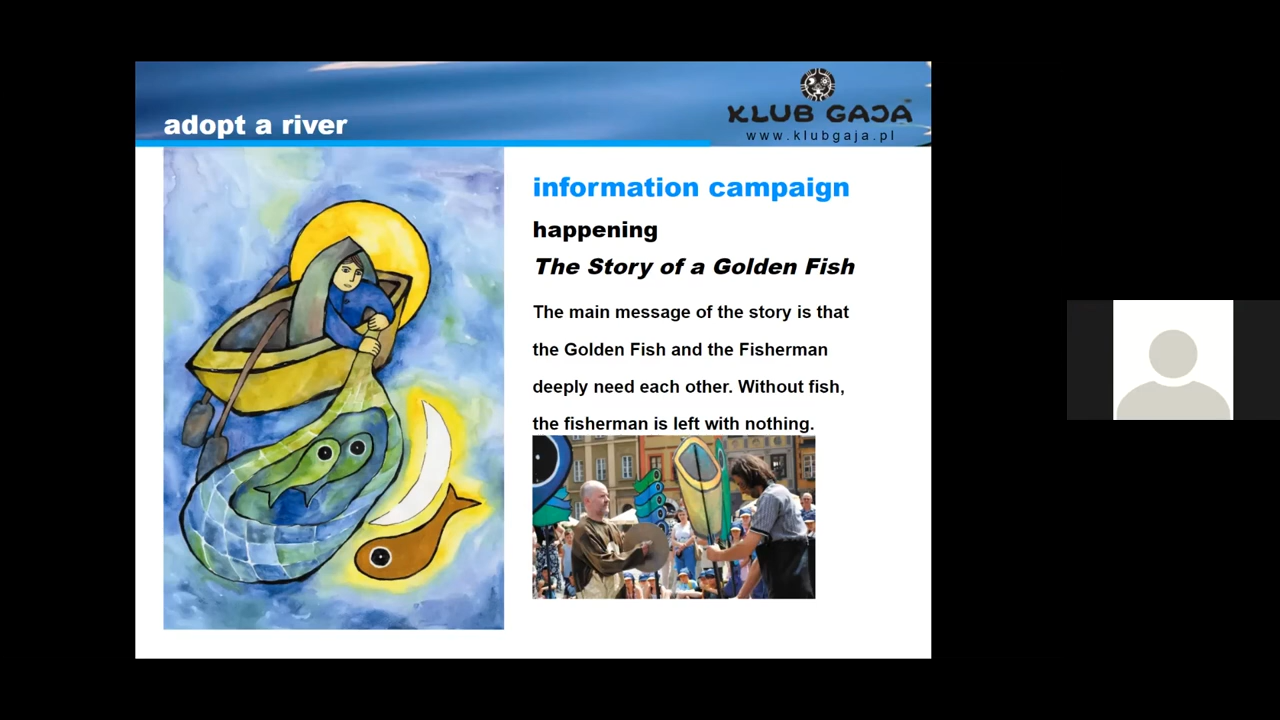 adopt a river
KLUB GAJA
www.klubgaja.pl
information campaign
happening
The Story of a Golden Fish
The main message of the story is that
the Golden Fish and the Fisherman
deeply need each other. Without fish,
the fisherman is left with nothing.